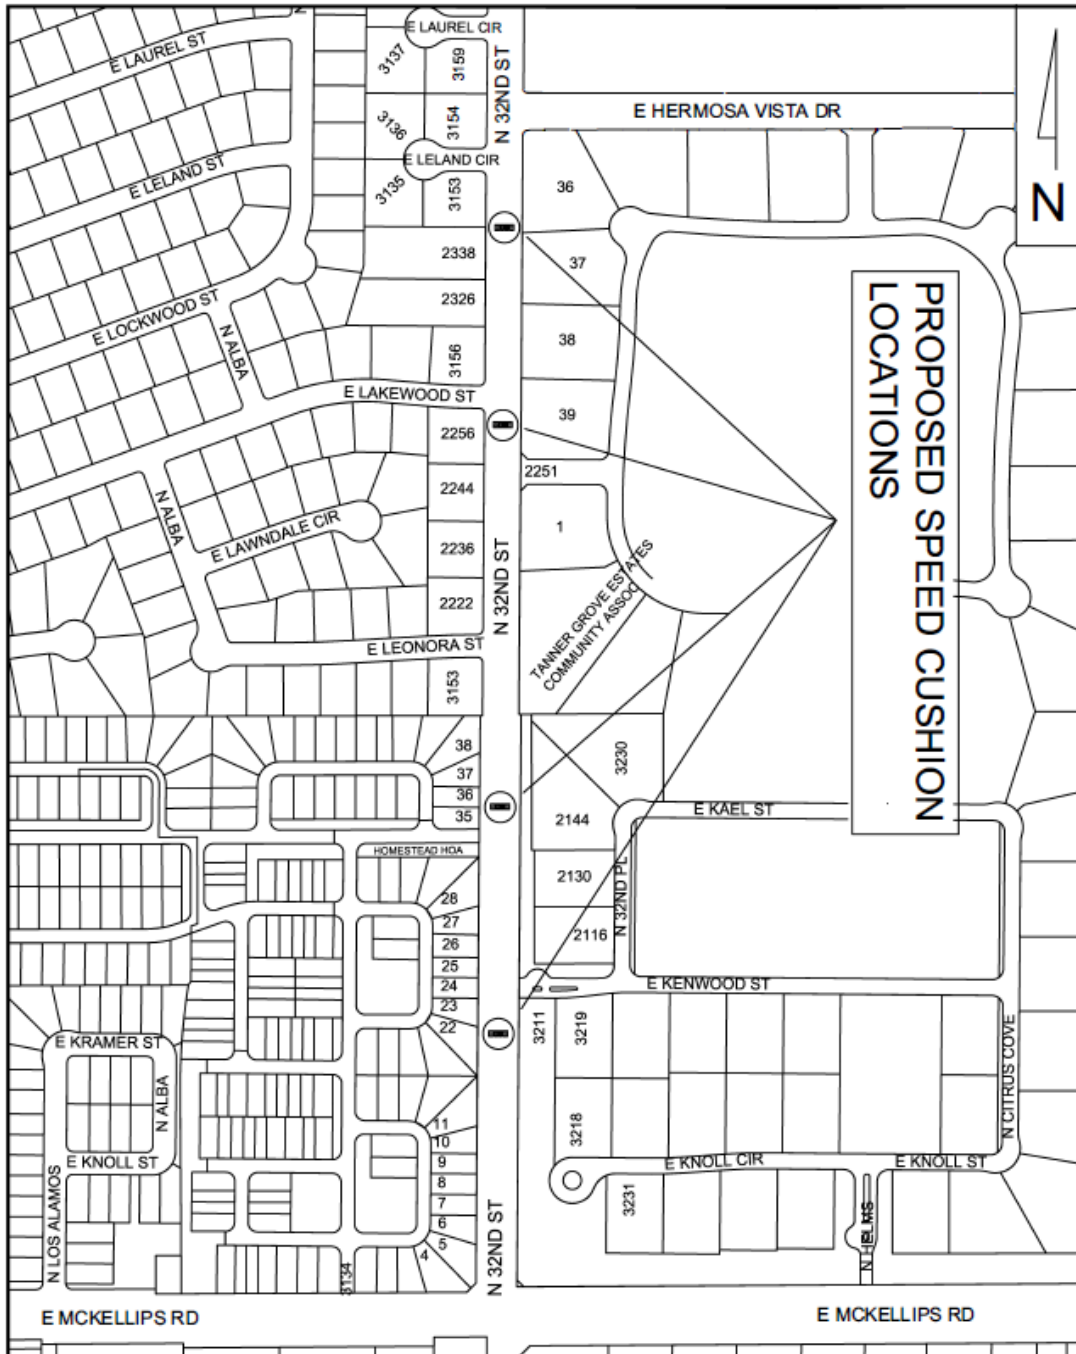 N
E LAUREL CIR
E LAUREL ST
3137
3159
N 32ND ST
E HERMOSA VISTA DR
3136
3154
E LELAND CIR
E LELAND ST
3135
3153
36
N
2338
37
2326
E LOCKWOOD ST
N ALBA
38
3156
E LAKEWOOD ST
39
2256
PROPOSED SPEED CUSHION
LOCATIONS
2251
2244
N ALBA
E LAWNDALE CIR
1
2236
N 32ND ST
2222
TANNER GROVE ESTATES
COMMUNITY ASSOC
E LEONORA ST
3153
38
3230
37
36
35
E KAEL ST
2144
HOMESTEAD HOA
2130
28
N 32ND PL
27
2116
26
25
24
E KENWOOD ST
23
22
3211
3219
E KRAMER ST
N ALBA
N CITRUS COVE
11
10
3218
9
E KNOLL ST
E KNOLL CIR
E KNOLL ST
8
7
3231
N LOS ALAMOS
6
N 32ND ST
N HELMS
5
4
3134
E MCKELLIPS RD
E MCKELLIPS RD